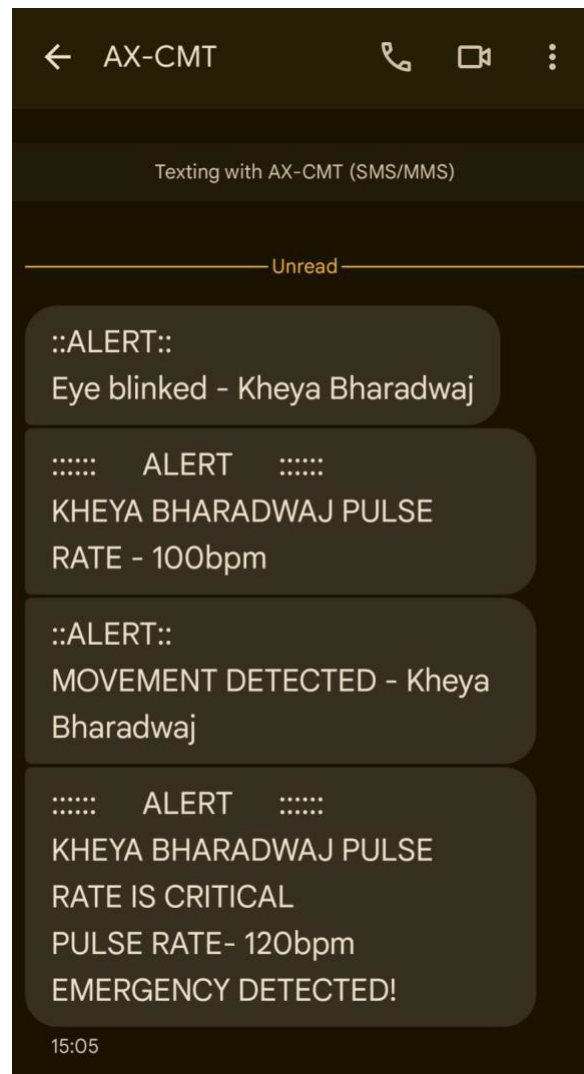 AX-CMT
Texting with AX-CMT (SMS/MMS)
Unread
::ALERT::
Eye blinked - Kheya Bharadwaj
:::::: ALERT ::::::
KHEYA BHARADWAJ PULSE
RATE - 100bpm
::ALERT::
MOVEMENT DETECTED - Kheya
Bharadwaj
:::::: ALERT ::::::
KHEYA BHARADWAJ PULSE
RATE IS CRITICAL
PULSE RATE- 120bpm
EMERGENCY DETECTED!
15:05